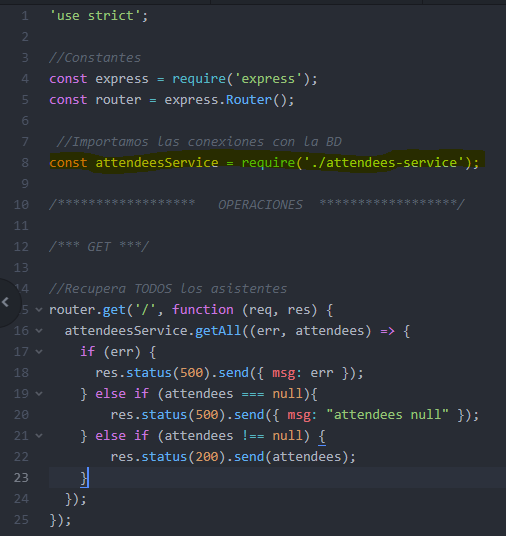 1 'use strict';
2
3 //Constantes
4 const express = require('express');
5 const router = express.Router();
6
7 //Importamos las conexiones con la BD
8 const attendeesService = require('./attendees-service');
9
10 /****************** OPERACIONES ******************/
11
12 /*** GET ***/
13
14 //Recupera TODOS los asistentes
15 router.get('/', function (req, res) {
16 attendeesService.getAll((err, attendees) => {
17 if (err) {
18 res.status(500).send({ msg: err });
19 } else if (attendees === null){
20 res.status(500).send({ msg: "attendees null" });
21 } else if (attendees !== null) {
22 res.status(200).send(attendees);
23 }
24 });
25 });